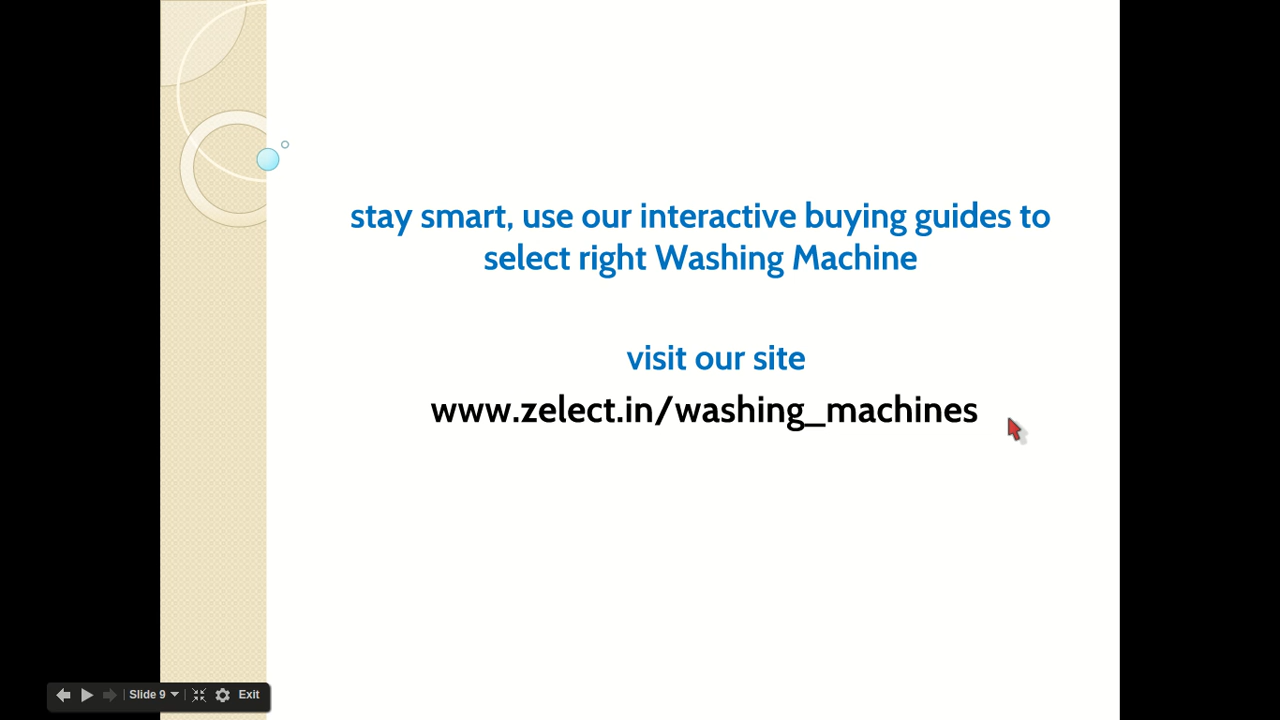 stay smart, use our interactive buying guides to
select right Washing Machine
visit our site
www.zelect.in/washing_machines
Slide 9
Exit